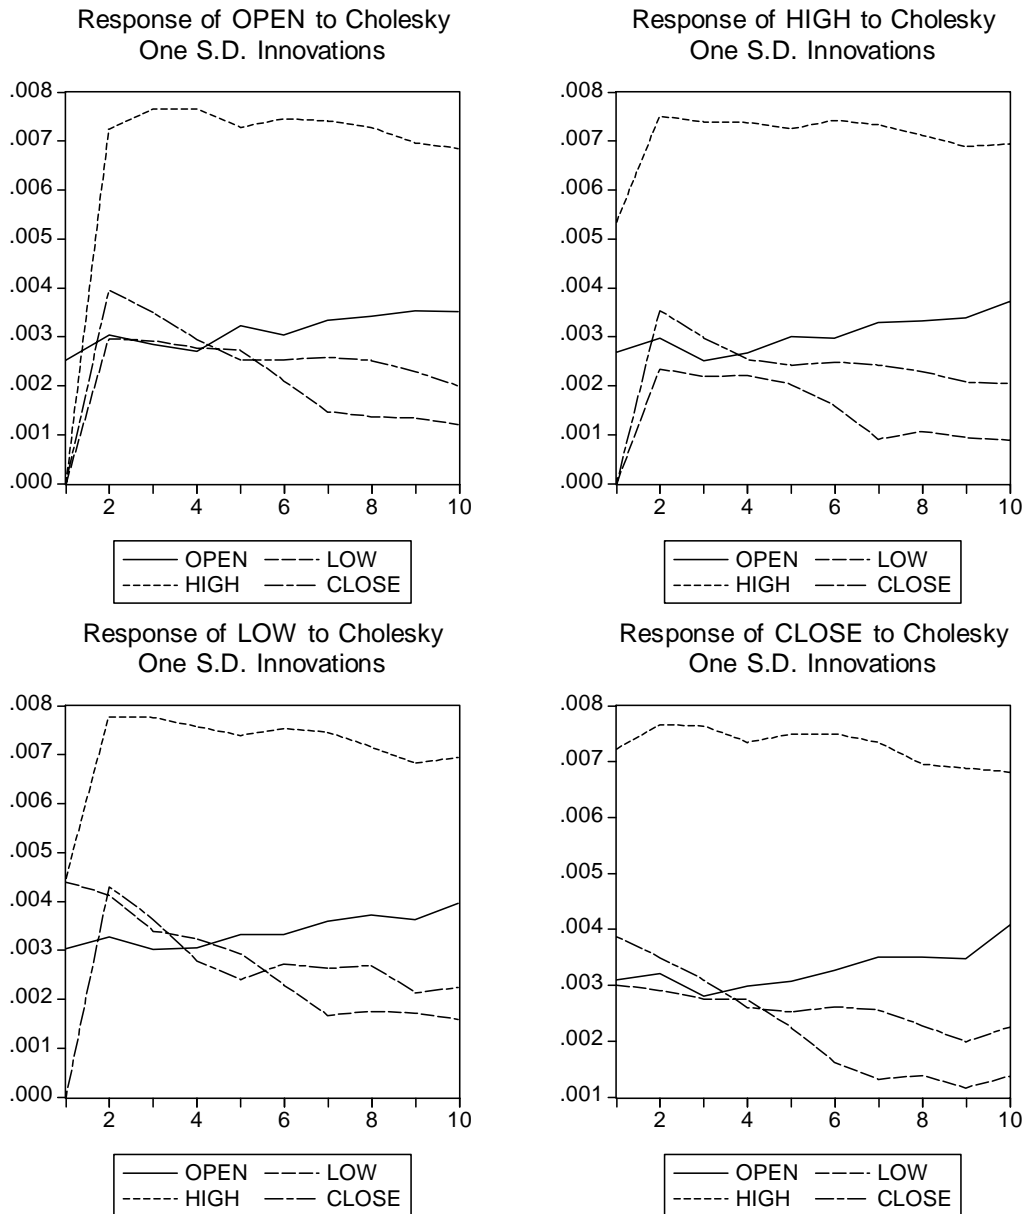 Response of OPEN to Cholesky
One S.D. Innovations
.008
.007
.006
.005
.004
.003
.002
.001
.000
2 4 6 8 10
OPEN LOW
HIGH CLOSE
Response of HIGH to Cholesky
One S.D. Innovations
.008
.007
.006
.005
.004
.003
.002
.001
.000
2 4 6 8 10
OPEN LOW
HIGH CLOSE
Response of LOW to Cholesky
One S.D. Innovations
.008
.007
.006
.005
.004
.003
.002
.001
.000
2 4 6 8 10
OPEN LOW
HIGH CLOSE
Response of CLOSE to Cholesky
One S.D. Innovations
.008
.007
.006
.005
.004
.003
.002
.001
2 4 6 8 10
OPEN LOW
HIGH CLOSE